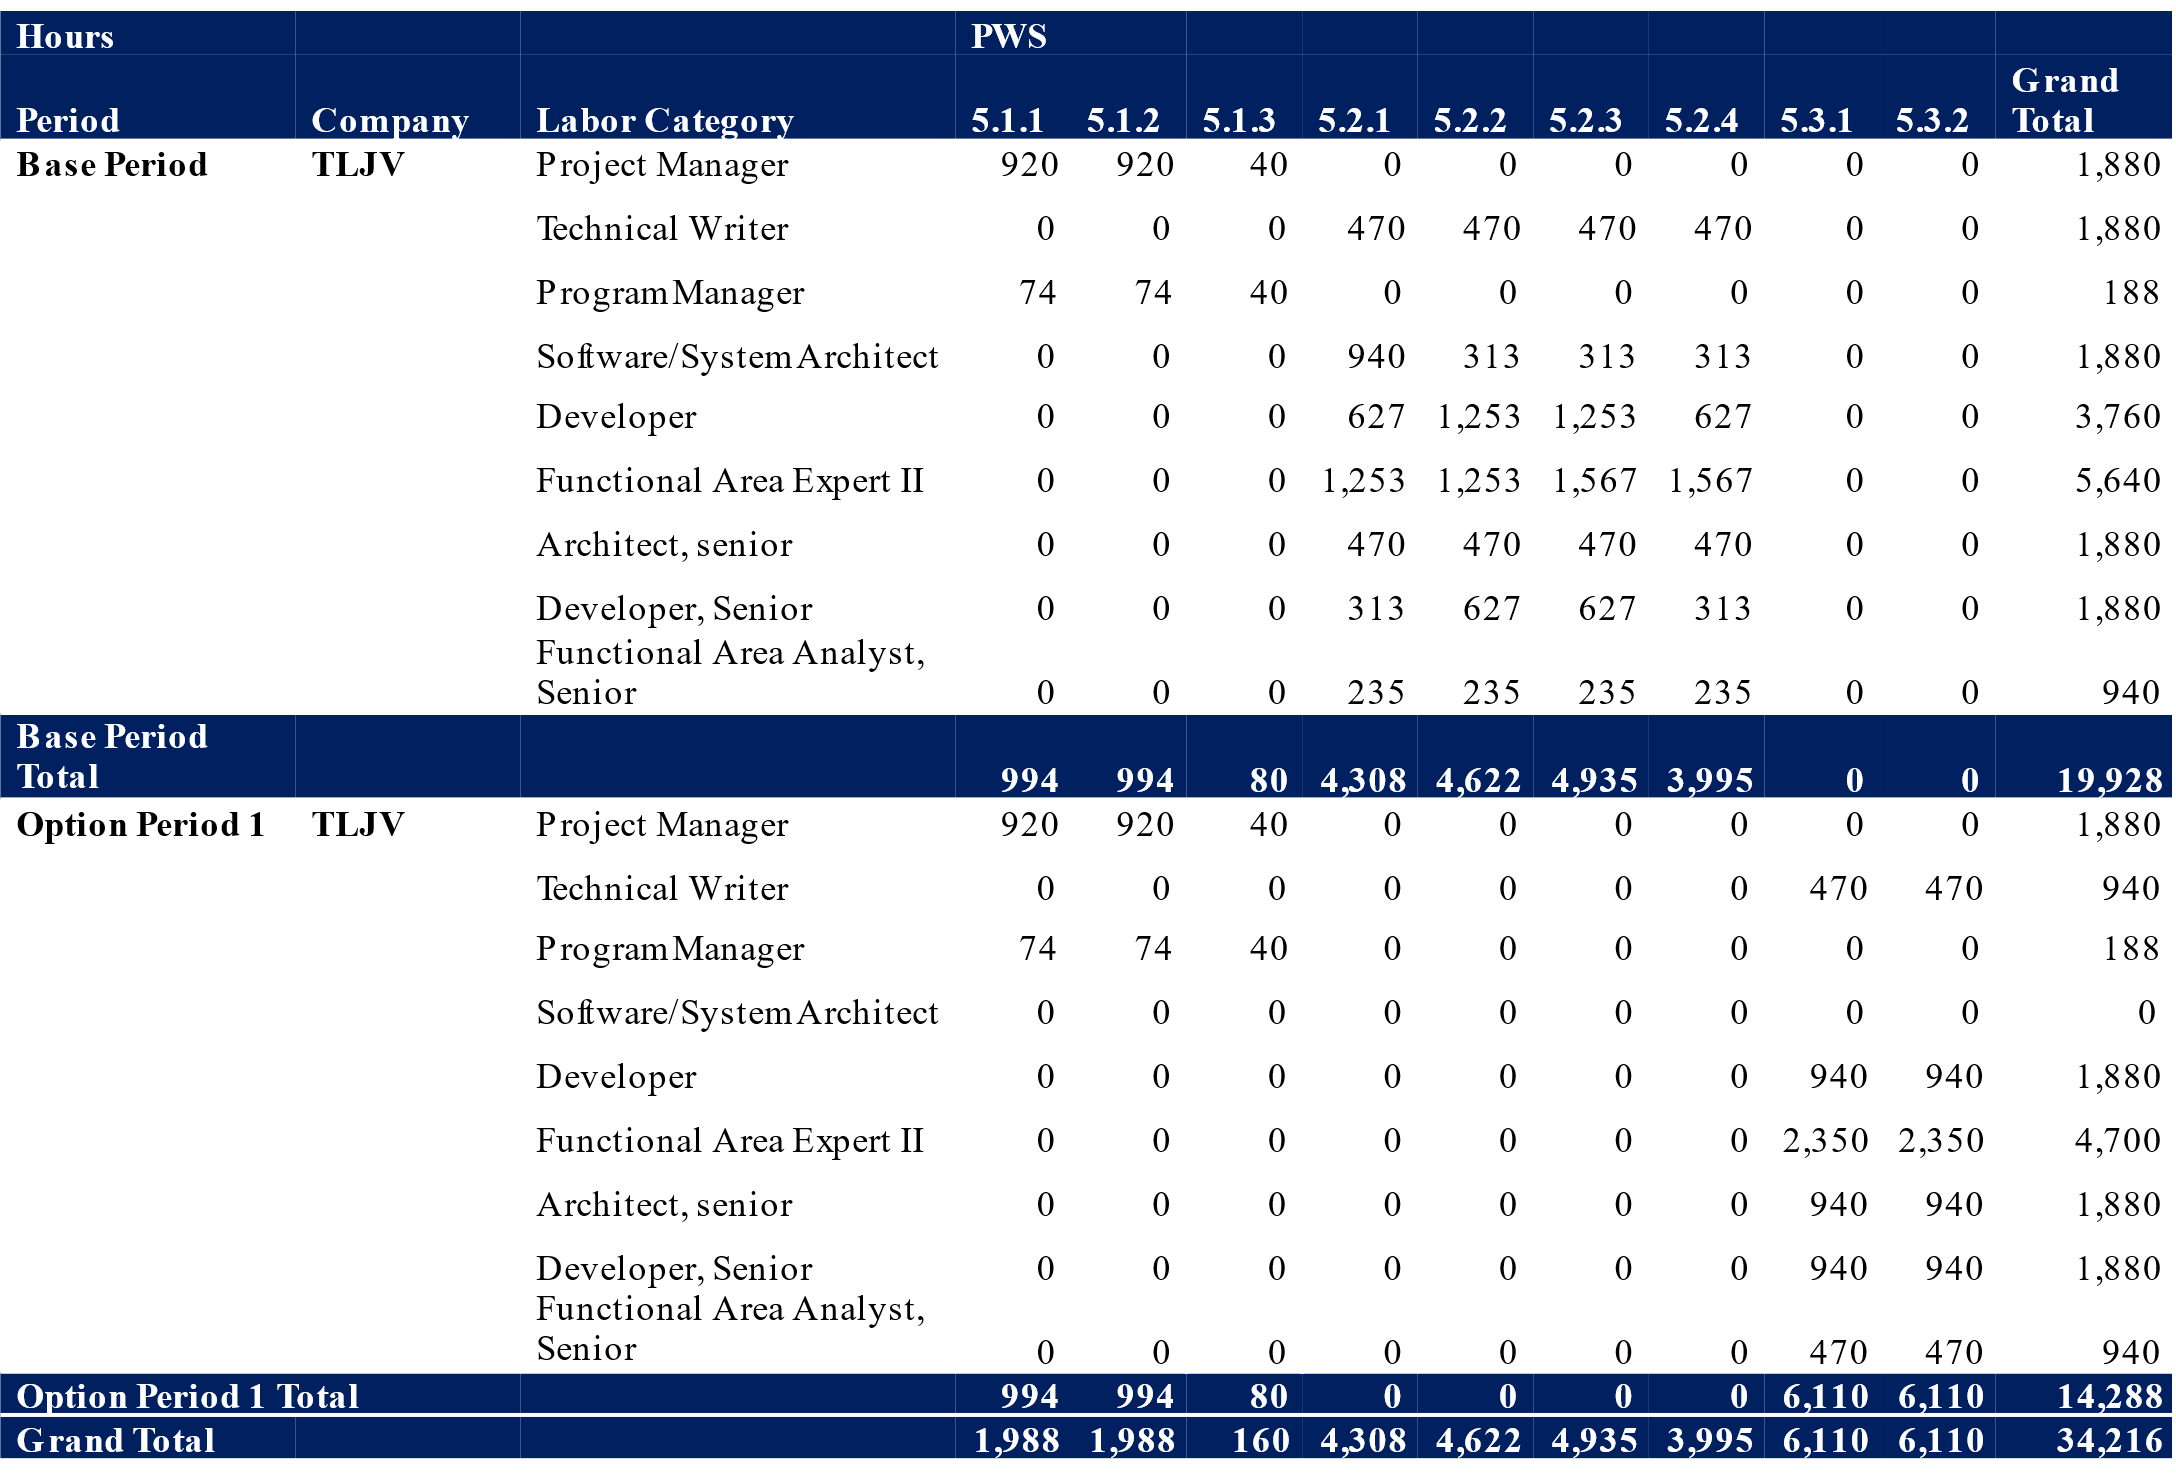 Hours PWS
Period Company Labor Category 5.1.1 5.1.2 5.1.3 5.2.1 5.2.2 5.2.3 5.2.4 5.3.1 5.3.2 Grand Total
Base Period TLJV Project Manager 920 920 40 0 0 0 0 0 0 1,880
Technical Writer 0 0 0 470 470 470 470 0 0 1,880
Program Manager 74 74 40 0 0 0 0 0 0 188
Software/System Architect 0 0 0 940 313 313 313 0 0 1,880
Developer 0 0 0 627 1,253 1,253 627 0 0 3,760
Functional Area Expert II 0 0 0 1,253 1,253 1,567 1,567 0 0 5,640
Architect, senior 0 0 0 470 470 470 470 0 0 1,880
Developer, Senior 0 0 0 313 627 627 313 0 0 1,880
Functional Area Analyst,
Senior 0 0 0 235 235 235 235 0 0 940
Base Period
Total 994 994 80 4,308 4,622 4,935 3,995 0 0 19,928
Option Period 1 TLJV Project Manager 920 920 40 0 0 0 0 0 0 1,880
Technical Writer 0 0 0 0 0 0 0 470 470 940
Program Manager 74 74 40 0 0 0 0 0 0 188
Software/System Architect 0 0 0 0 0 0 0 0 0 0
Developer 0 0 0 0 0 0 0 940 940 1,880
Functional Area Expert II 0 0 0 0 0 0 0 2,350 2,350 4,700
Architect, senior 0 0 0 0 0 0 0 940 940 1,880
Developer, Senior 0 0 0 0 0 0 0 940 940 1,880
Functional Area Analyst,
Senior 0 0 0 0 0 0 0 470 470 940
Option Period 1 Total 994 994 80 0 0 0 0 6,110 6,110 14,288
Grand Total 1,988 1,988 160 4,308 4,622 4,935 3,995 6,110 6,110 34,216